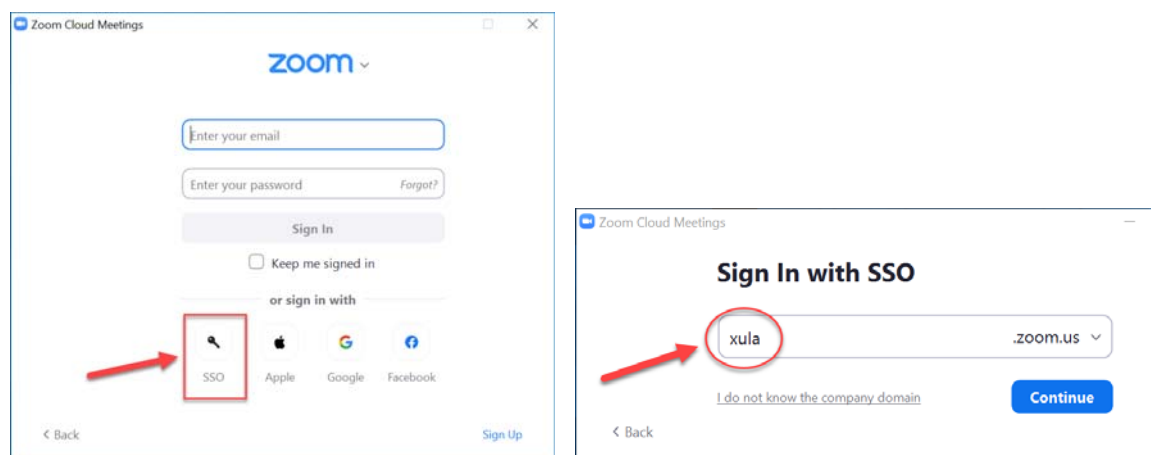 Zoom Cloud Meetings
zoom
Enter your email
Enter your password Forgot?
Sign In
Keep me signed in
or sign in with
SSO Apple Google Facebook
< Back Sign Up
Zoom Cloud Meetings
Sign In with SSO
xula .zoom.us
I do not know the company domain Continue
< Back